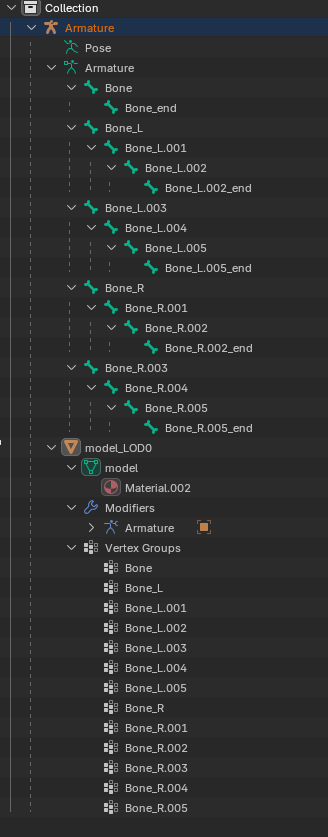 Collection
Armature
Pose
Armature
Bone
Bone_end
Bone_L
Bone_L.001
Bone_L.002
Bone_L.002_end
Bone_L.003
Bone_L.004
Bone_L.005
Bone_L.005_end
Bone_R
Bone_R.001
Bone_R.002
Bone_R.002_end
Bone_R.003
Bone_R.004
Bone_R.005
Bone_R.005_end
model_LOD0
model
Material.002
Modifiers
Armature
Vertex Groups
Bone
Bone_L
Bone_L.001
Bone_L.002
Bone_L.003
Bone_L.004
Bone_L.005
Bone_R
Bone_R.001
Bone_R.002
Bone_R.003
Bone_R.004
Bone_R.005